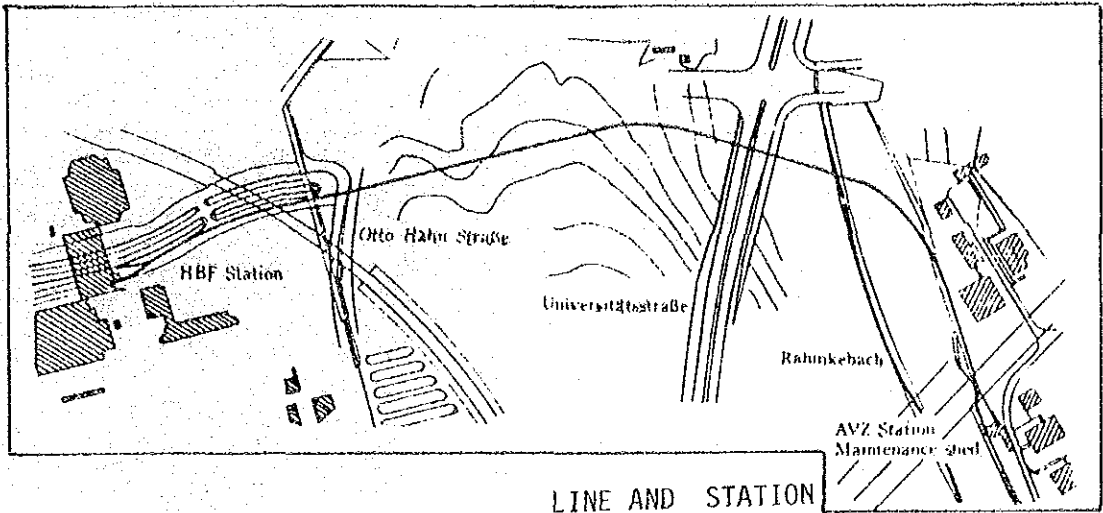 Otto Hahn Straße
HBF Station
Universitätsstraße
Rahmkebach
AVZ Station
Maintenance shed
LINE AND STATION